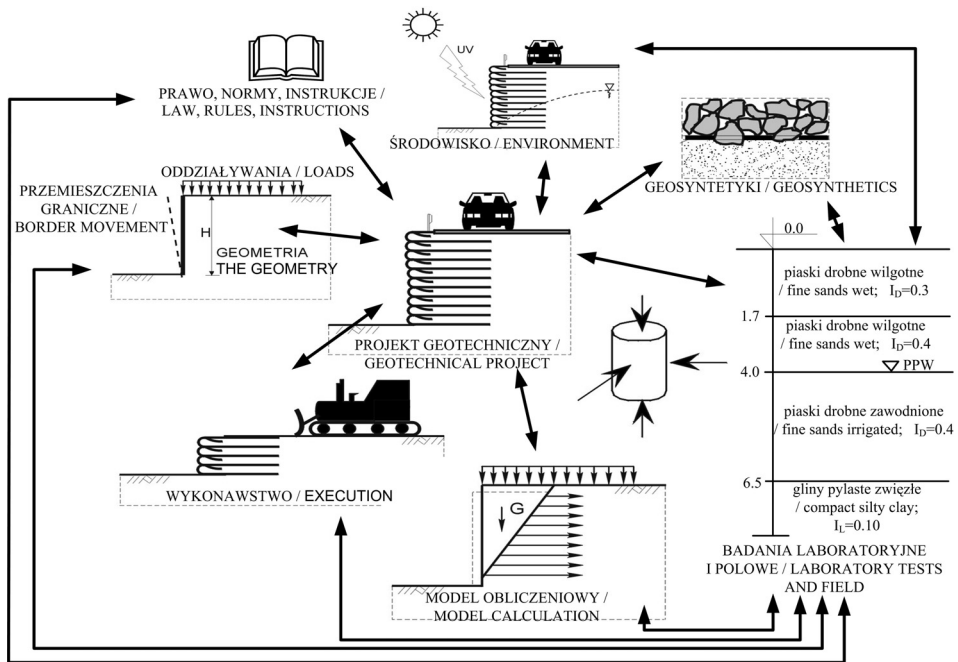 UV
PRAWO, NORMY, INSTRUKCJE /
LAW, RULES, INSTRUCTIONS
ŚRODOWISKO / ENVIRONMENT
GEOSYNTETYKI / GEOSYNTHETICS
ODDZIAŁYWANIA / LOADS
PRZEMIESZCZENIA
GRANICZNE /
BORDER MOVEMENT
H
GEOMETRIA
THE GEOMETRY
PROJEKT GEOTECHNICZNY /
GEOTECHNICAL PROJECT
0.0
piaski drobne wilgotne
/ fine sands wet; I_D=0.3
1.7
piaski drobne wilgotne
/ fine sands wet; I_D=0.4
PPW
4.0
piaski drobne zawodnione
/ fine sands irrigated; I_D=0.4
6.5
gliny pylaste zwięzłe
/ compact silty clay;
I_L=0.10
BADANIA LABORATORYJNE
I POLOWE / LABORATORY TESTS
AND FIELD
WYKONAWSTWO / EXECUTION
G
MODEL OBLICZENIOWY /
MODEL CALCULATION